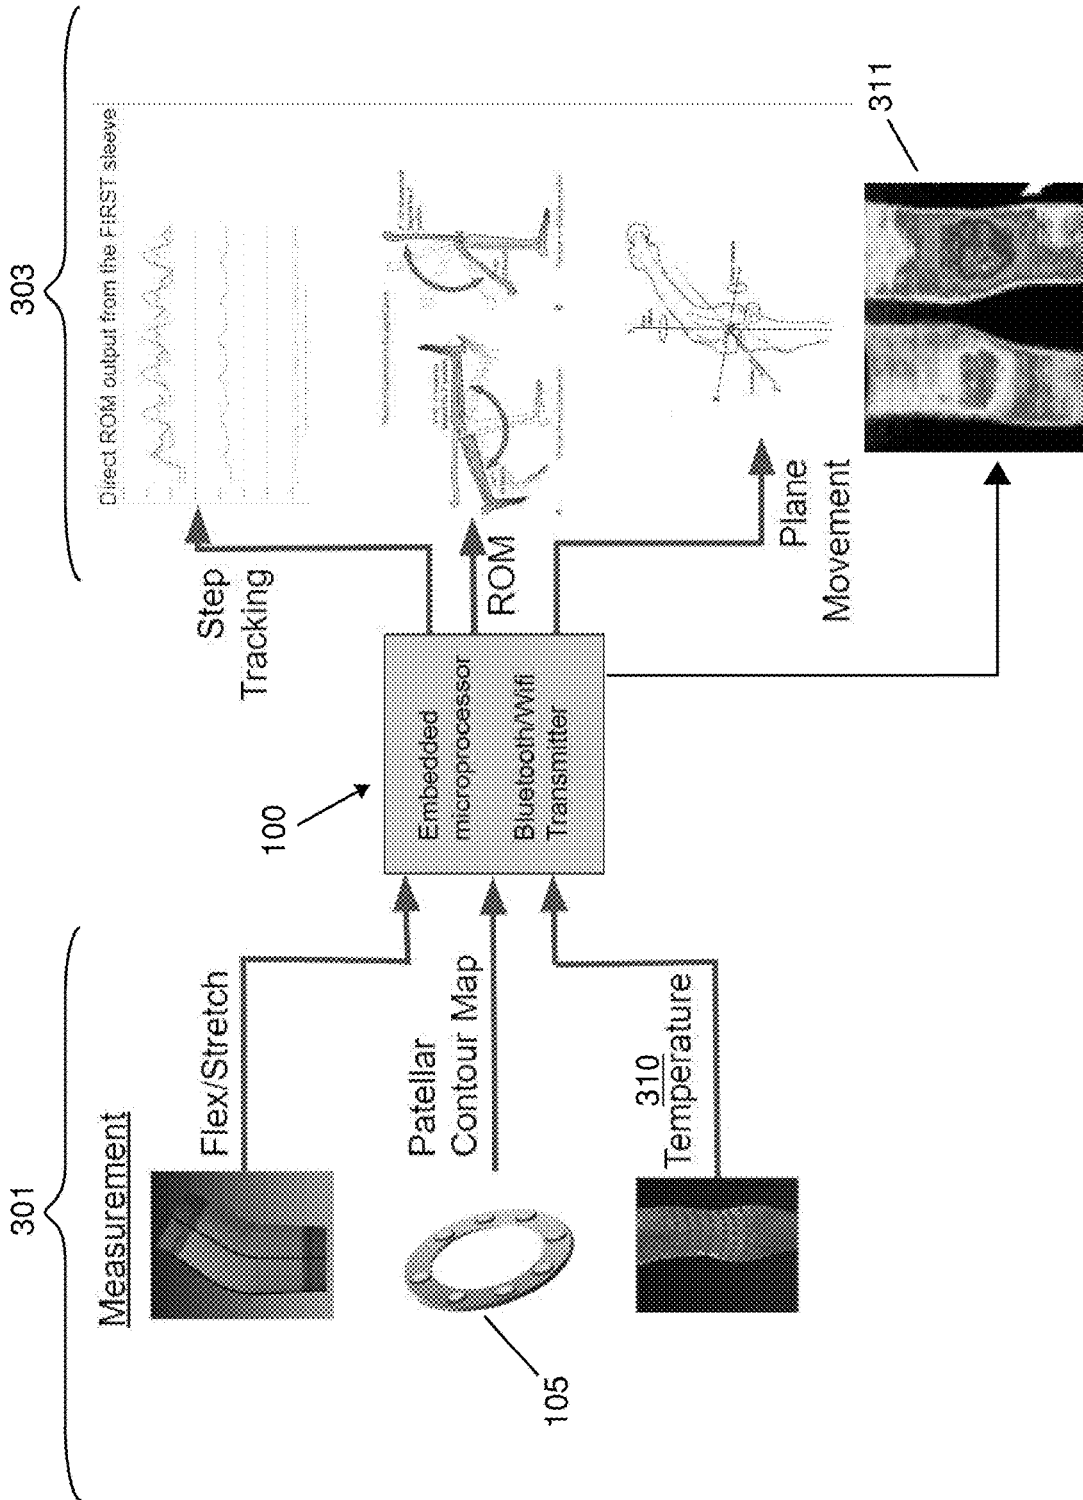 301
Measurement
Flex/Stretch
105
Patellar
Contour Map
310
Temperature
100
Embedded
microprocessor
Bluetooth/Wifi
Transmitter
303
Step
Tracking
ROM
Plane
Movement
Direct ROM output from the FIRST sleeve
311